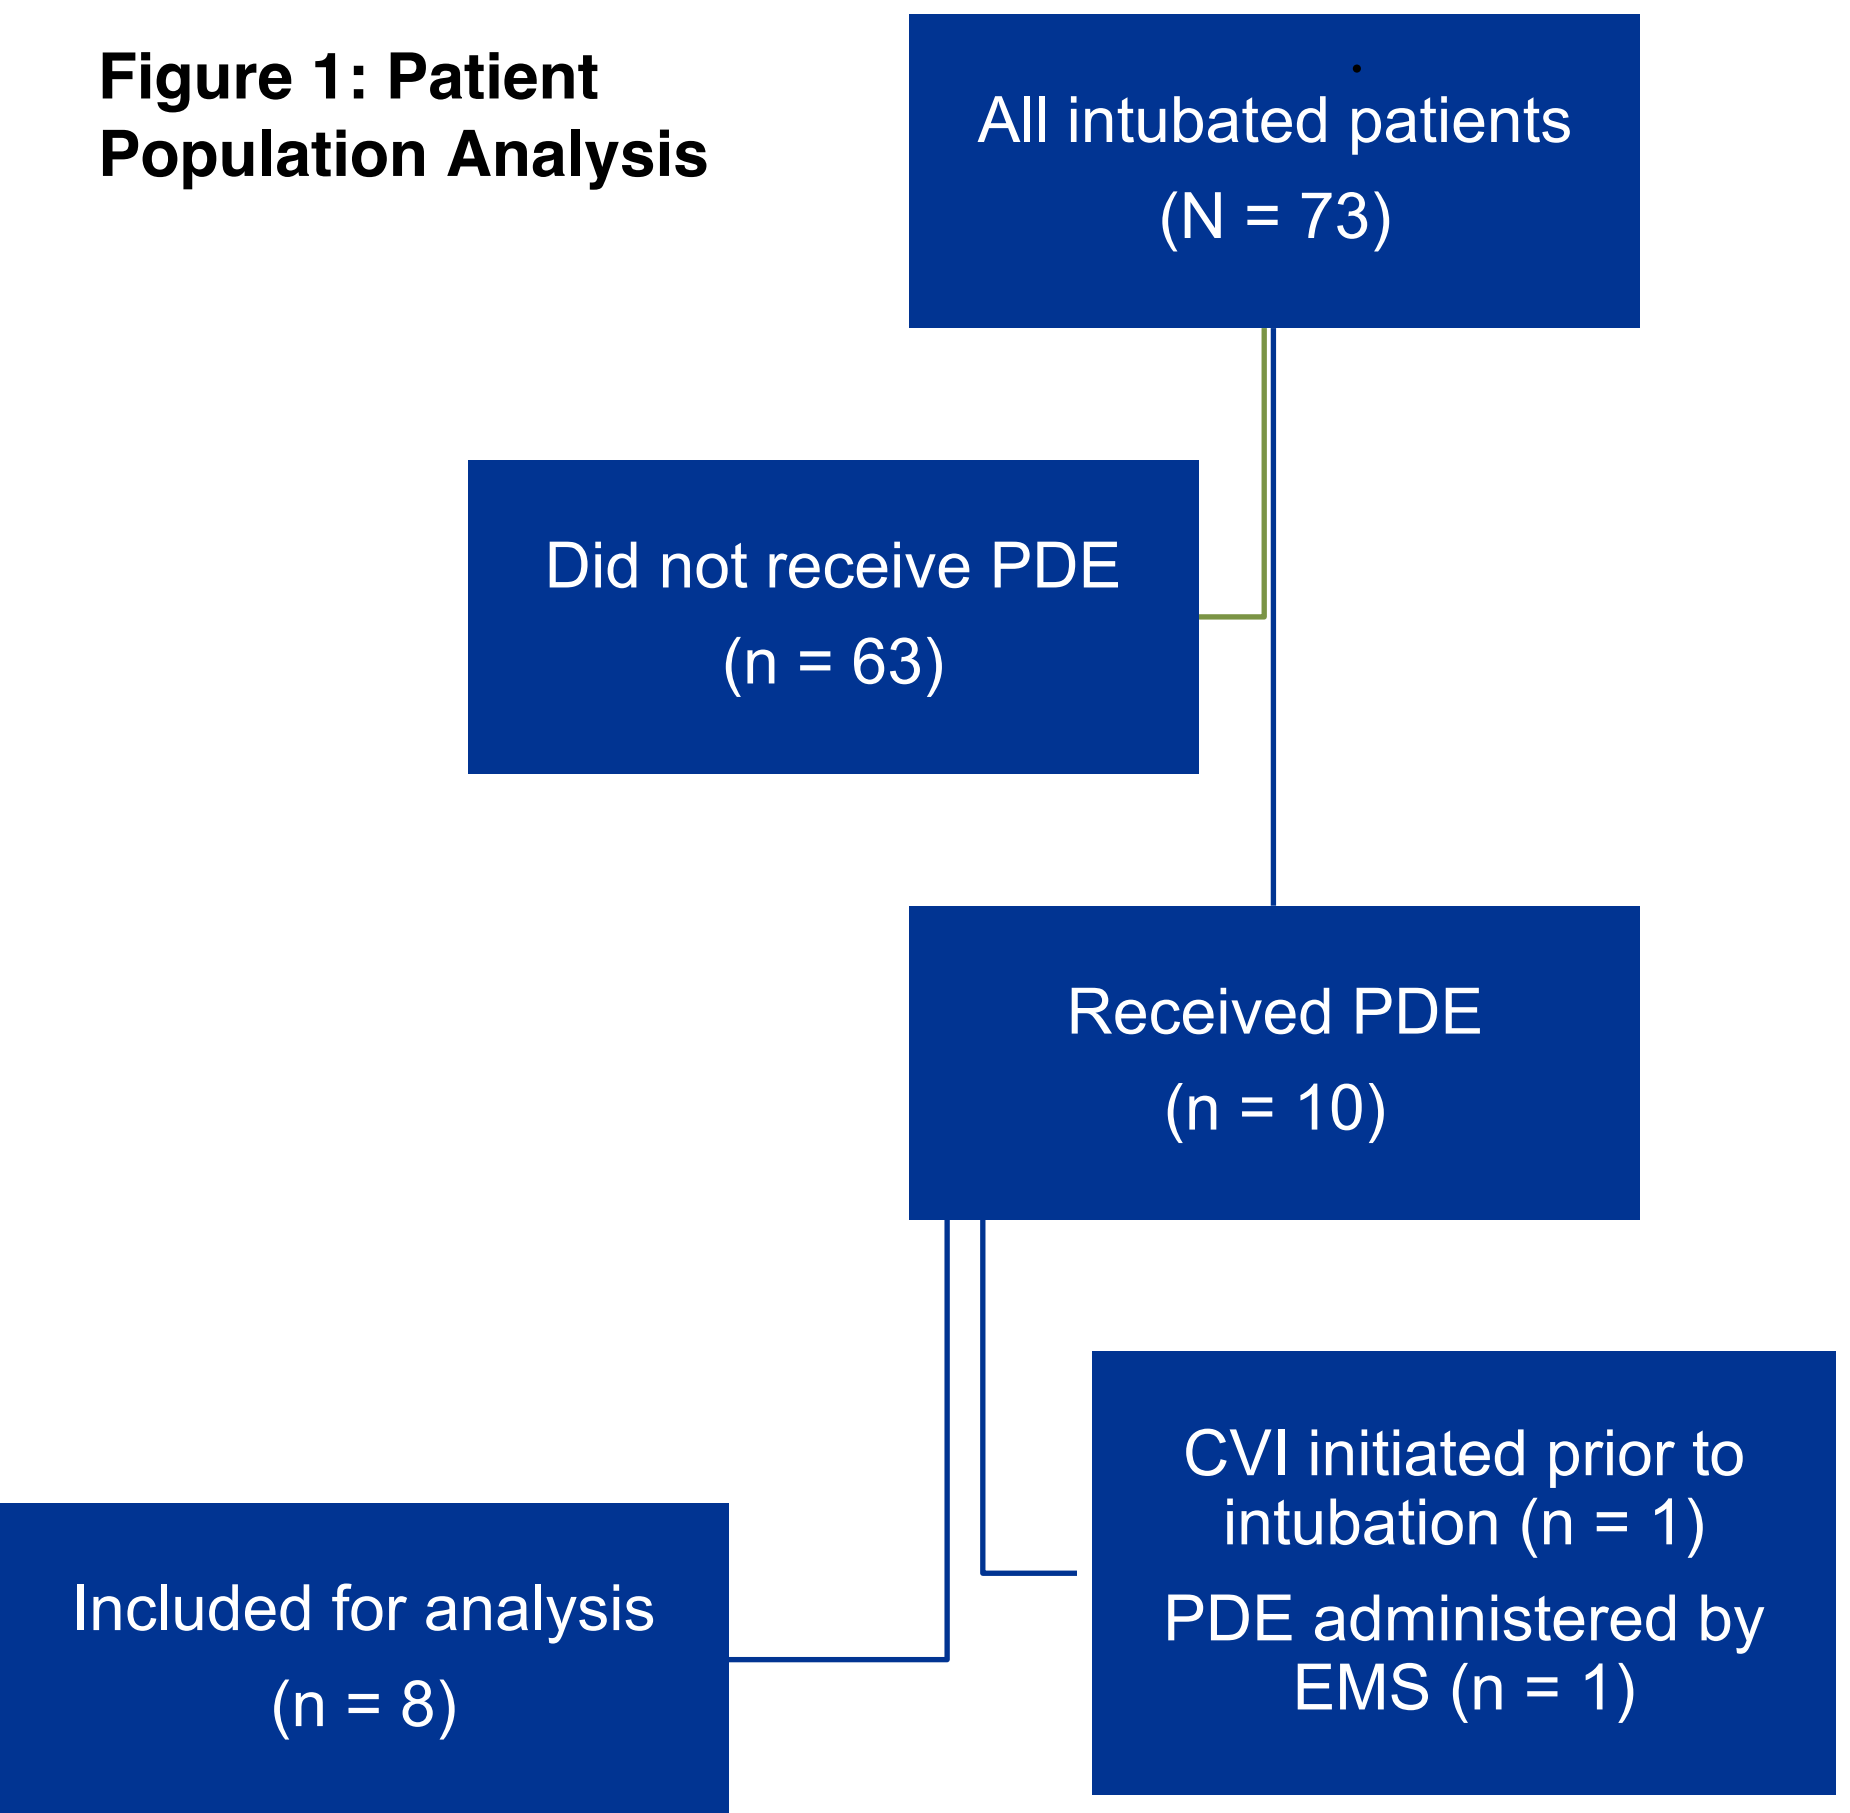 Figure 1: Patient
Population Analysis
All intubated patients
(N = 73)
Did not receive PDE
(n = 63)
Received PDE
(n = 10)
CVI initiated prior to
intubation (n = 1)
PDE administered by
EMS (n = 1)
Included for analysis
(n = 8)